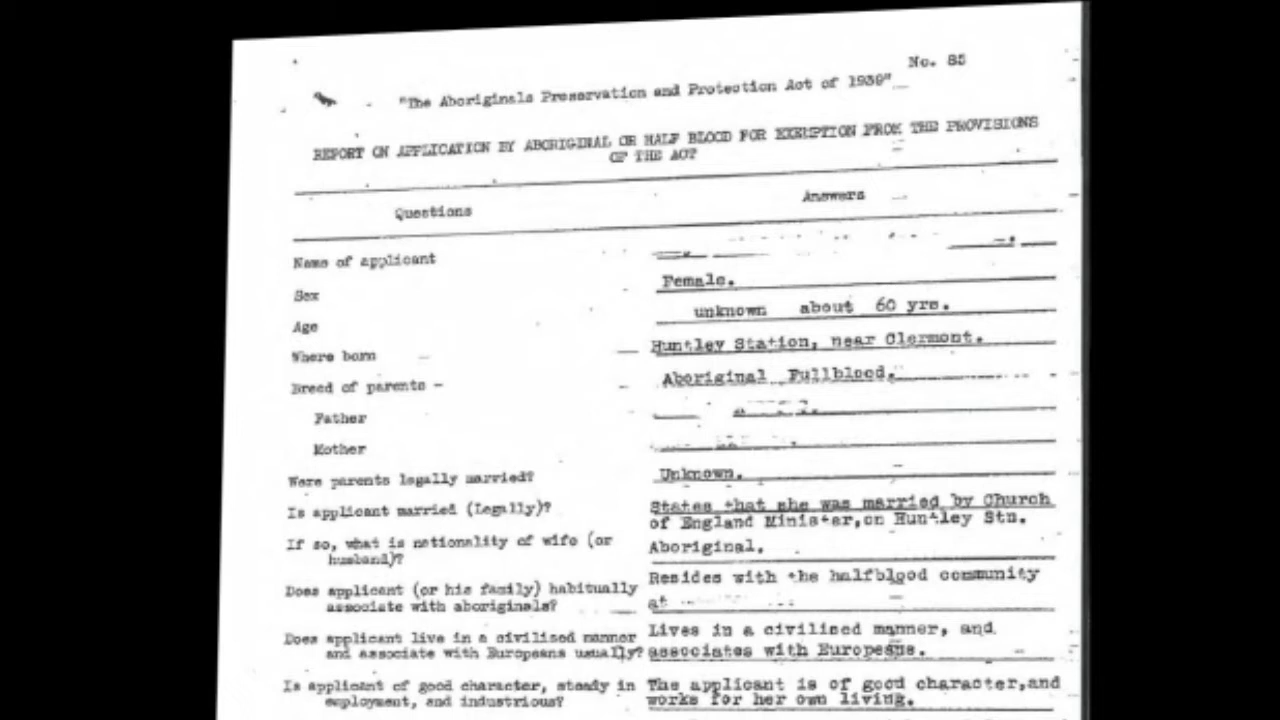 No. 85
"The Aboriginals Preservation and Protection Act of 1939"
REPORT ON APPLICATION BY ABORIGINAL OR HALF BLOOD FOR EXEMPTION FROM THE PROVISIONS
OF THE ACT
Questions Answers
Name of applicant
Sex Female.
Age unknown about 60 yrs.
Where born Huntley Station, near Clermont.
Breed of parents - Aboriginal Fullblood.
Father
Mother
Were parents legally married? Unknown.
Is applicant married (Legally)? States that she was married by Church
of England Minister,on Huntley Stn.
If so, what is nationality of wife (or
husband)? Aboriginal.
Does applicant (or his family) habitually Resides with the halfblood community
associate with aboriginals? at
Does applicant live in a civilised manner Lives in a civilised manner, and
and associate with Europeans usually? associates with Europeans.
Is applicant of good character, steady in The applicant is of good character,and
employment, and industrious? works for her own living.